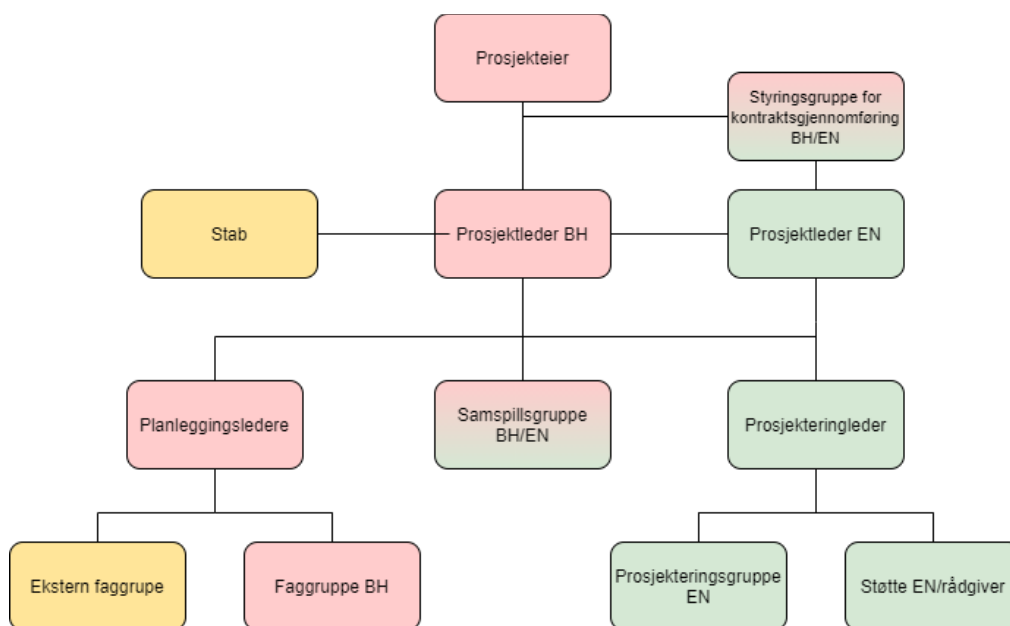 Prosjekteier
Styringsgruppe for
kontraktsgjennomføring
BH/EN
Stab
Prosjektleder BH
Prosjektleder EN
Planleggingsledere
Samspillsgruppe
BH/EN
Prosjekteringleder
Ekstern faggrupe
Faggruppe BH
Prosjekteringsgruppe
EN
Støtte EN/rådgiver